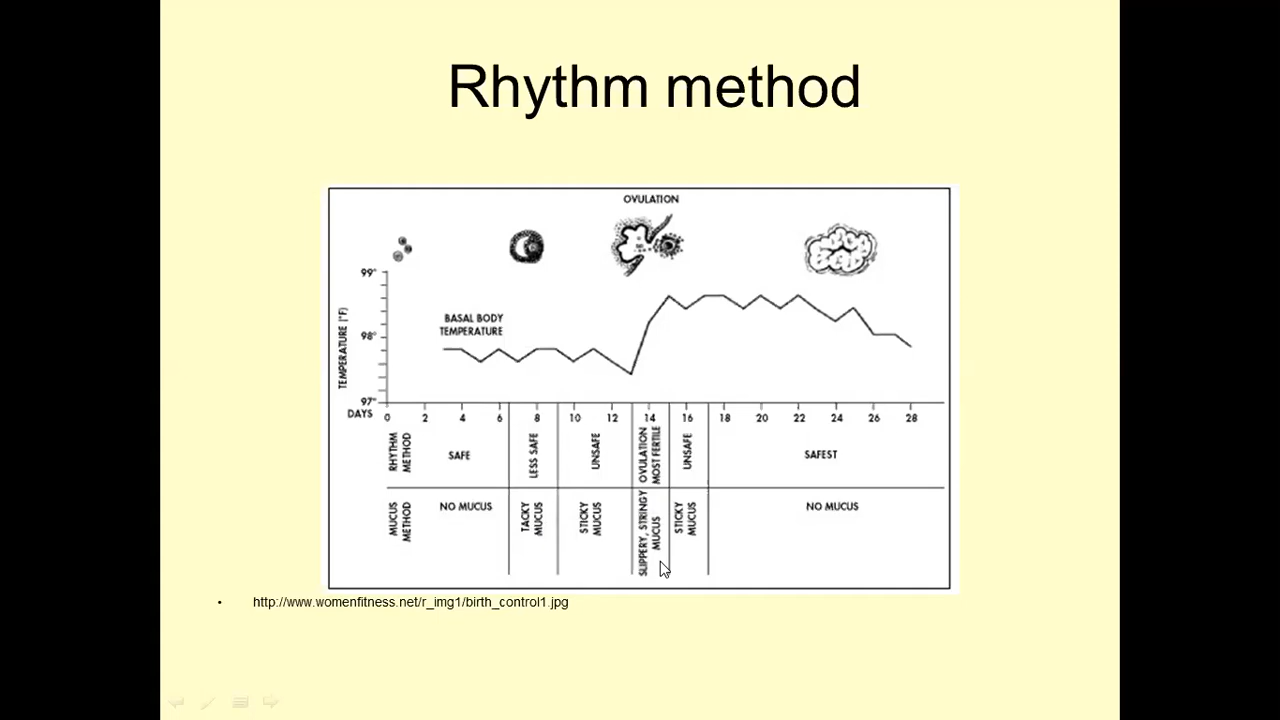 Rhythm method
OVULATION
99°
BASAL BODY
TEMPERATURE
TEMPERATURE (°F)
98°
97°
DAYS 0 2 4 6 8 10 12 14 16 18 20 22 24 26 28
RHYTHM
METHOD
SAFE
LESS SAFE
UNSAFE
OVULATION
MOST FERTILE
UNSAFE
SAFEST
MUCUS
METHOD
NO MUCUS
TACKY
MUCUS
STICKY
MUCUS
SLIPPERY, STRINGY
MUCUS
STICKY
MUCUS
NO MUCUS
• http://www.womenfitness.net/r_img1/birth_control1.jpg